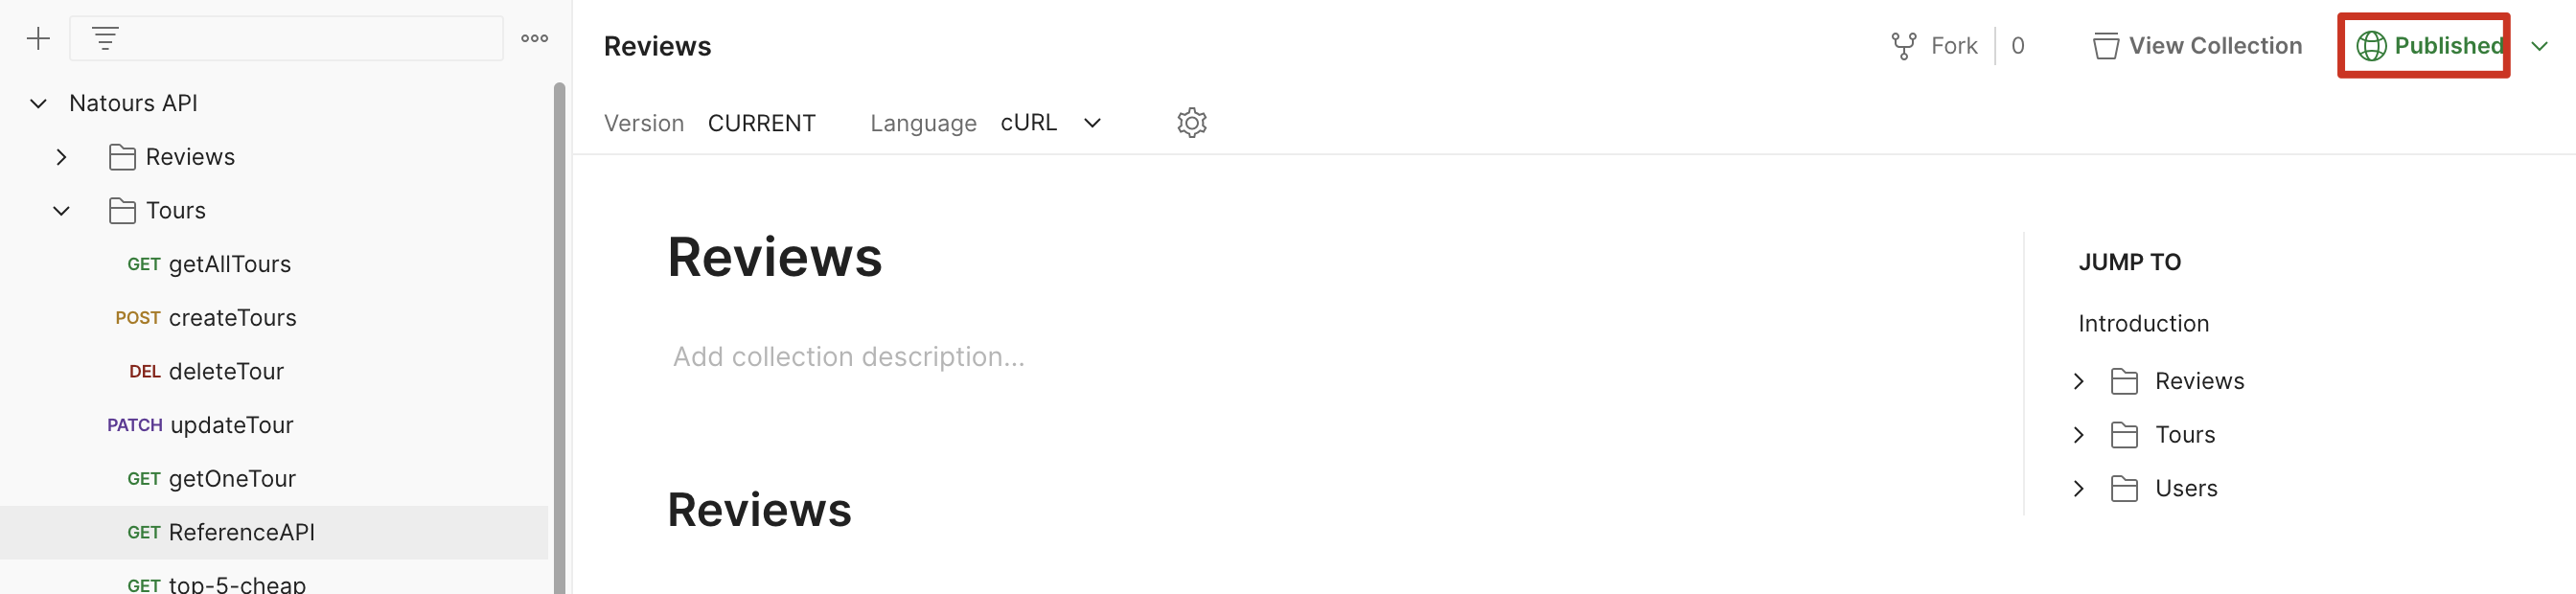 Natours API
Reviews
Tours
GET getAllTours
POST createTours
DEL deleteTour
PATCH updateTour
GET getOneTour
GET ReferenceAPI
GET top-5-cheap
Reviews
Fork 0
View Collection
Published
Version CURRENT Language cURL
Reviews
Add collection description...
Reviews
JUMP TO
Introduction
Reviews
Tours
Users